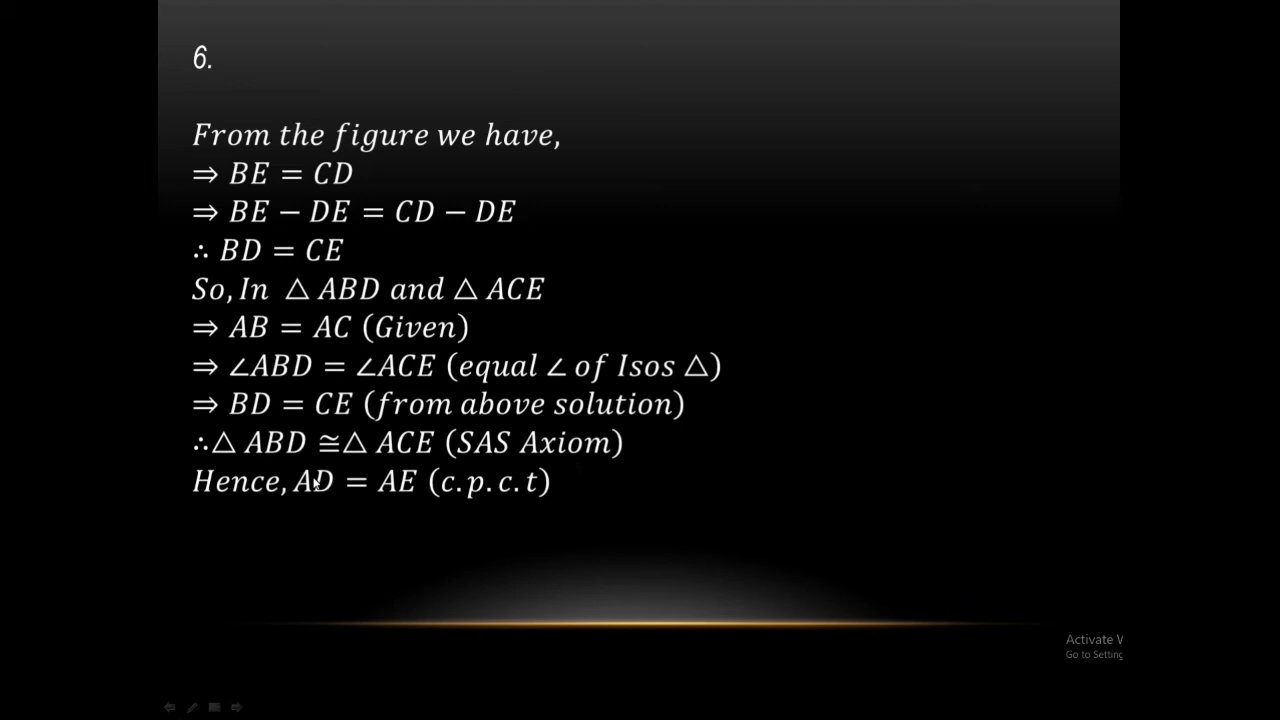 6.
From the figure we have,
⇒ BE = CD
⇒ BE − DE = CD − DE
∴ BD = CE
So, In △ ABD and △ ACE
⇒ AB = AC (Given)
⇒ ∠ABD = ∠ACE (equal ∠ of Isos △)
⇒ BD = CE (from above solution)
∴△ ABD ≅△ ACE (SAS Axiom)
Hence, AD = AE (c.p.c.t)
Activate W
Go to Setting